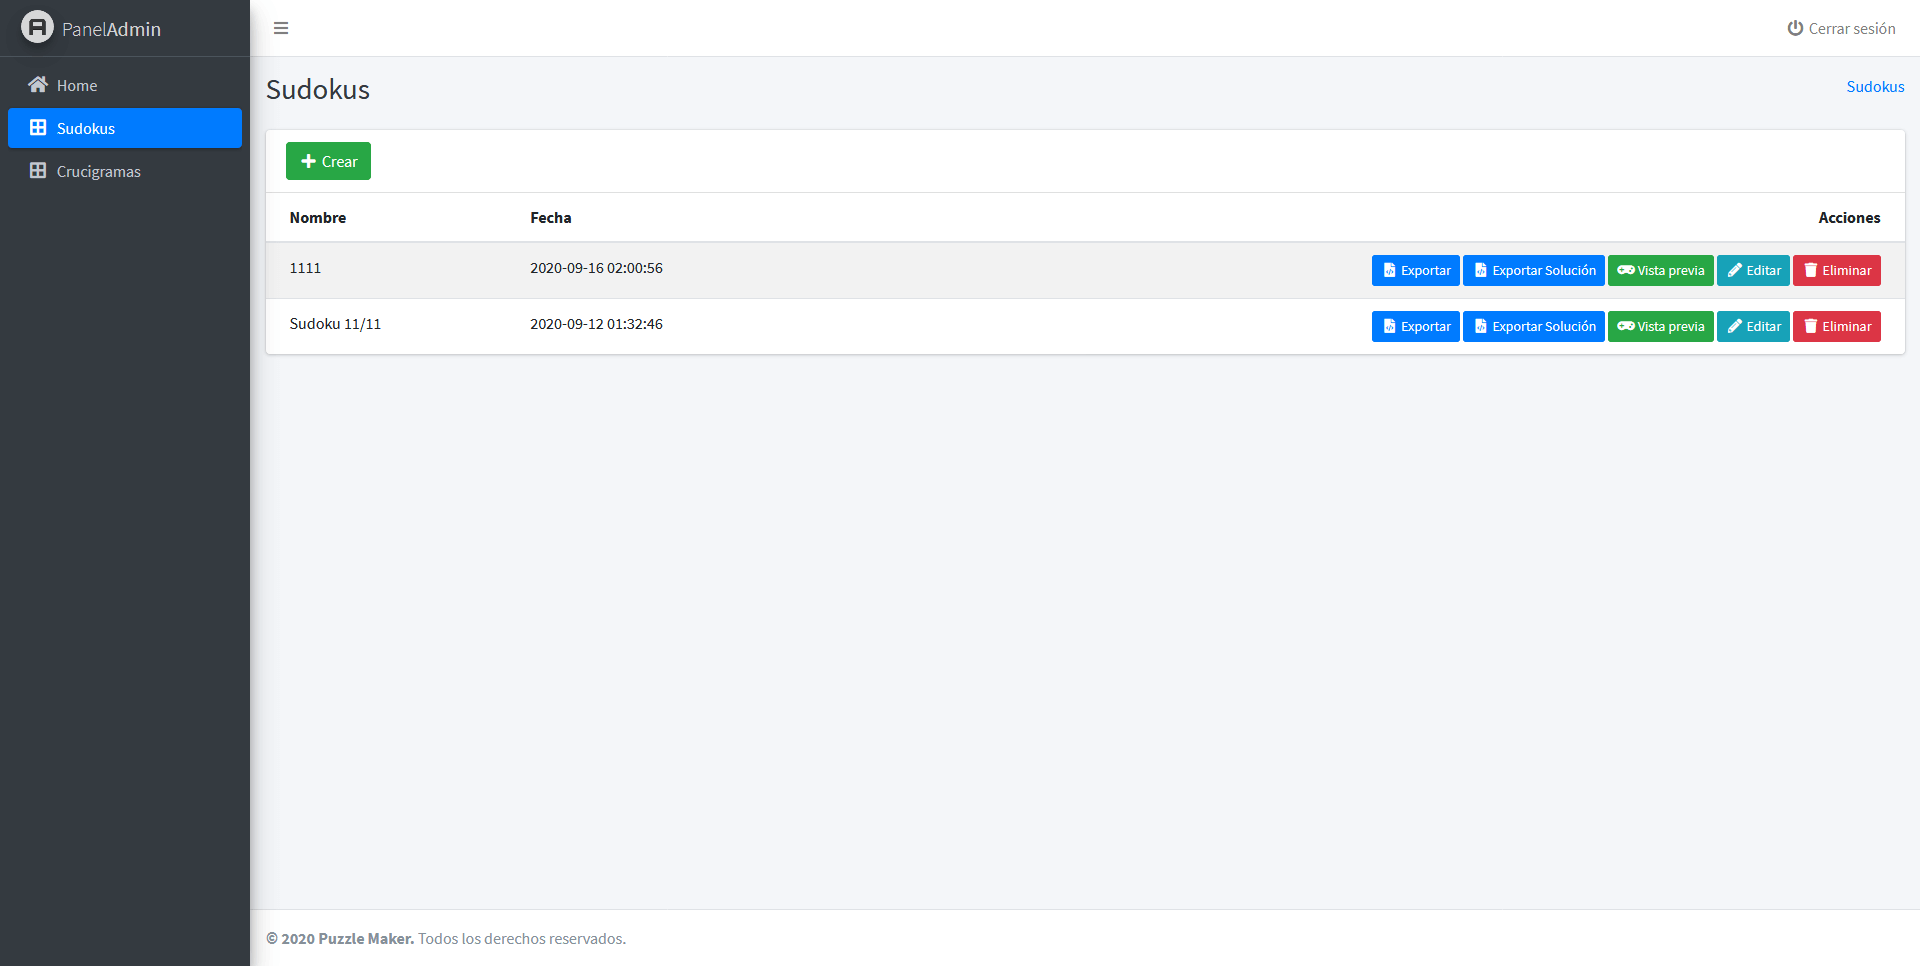 PanelAdmin
Cerrar sesión
Home
Sudokus
Crucigramas
Sudokus
Sudokus
Crear
Nombre Fecha Acciones
1111 2020-09-16 02:00:56 Exportar Exportar Solución Vista previa Editar Eliminar
Sudoku 11/11 2020-09-12 01:32:46 Exportar Exportar Solución Vista previa Editar Eliminar
© 2020 Puzzle Maker. Todos los derechos reservados.